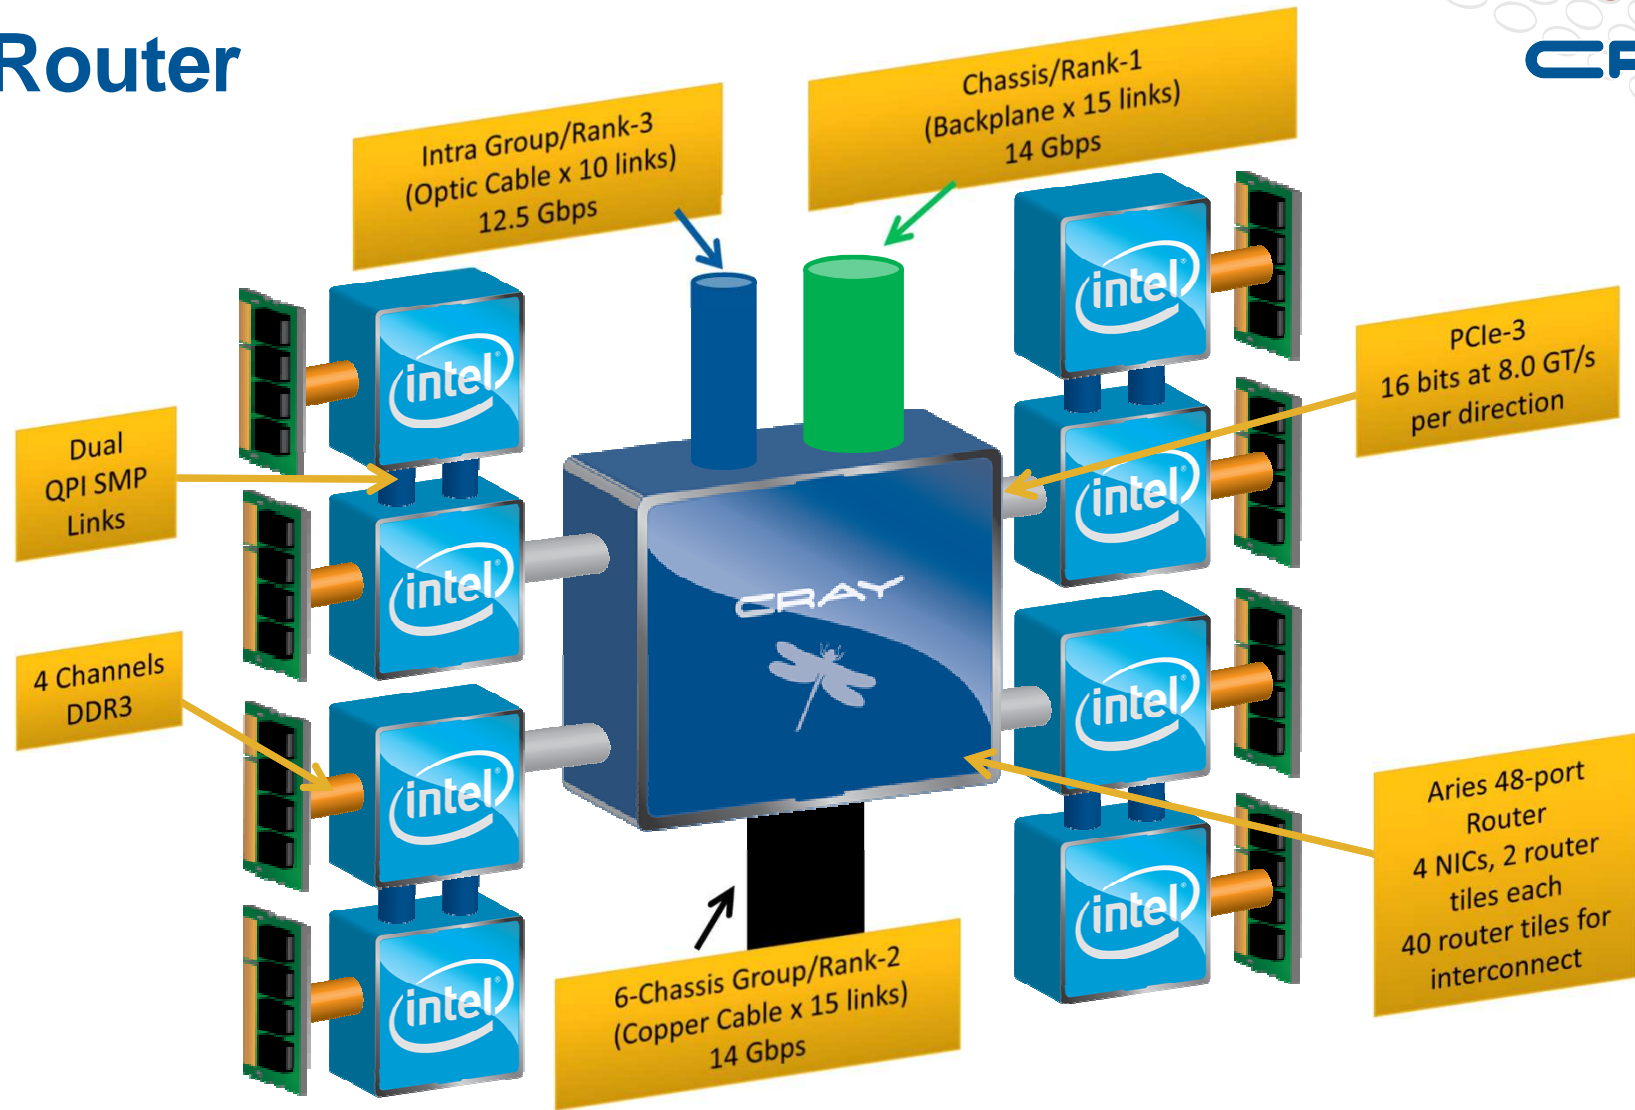 Router
Chassis/Rank-1
(Backplane x 15 links)
14 Gbps
Intra Group/Rank-3
(Optic Cable x 10 links)
12.5 Gbps
PCIe-3
16 bits at 8.0 GT/s
per direction
Dual
QPI SMP
Links
4 Channels
DDR3
intel
intel
intel
intel
CRAY
intel
intel
intel
intel
Aries 48-port
Router
4 NICs, 2 router
tiles each
40 router tiles for
interconnect
6-Chassis Group/Rank-2
(Copper Cable x 15 links)
14 Gbps